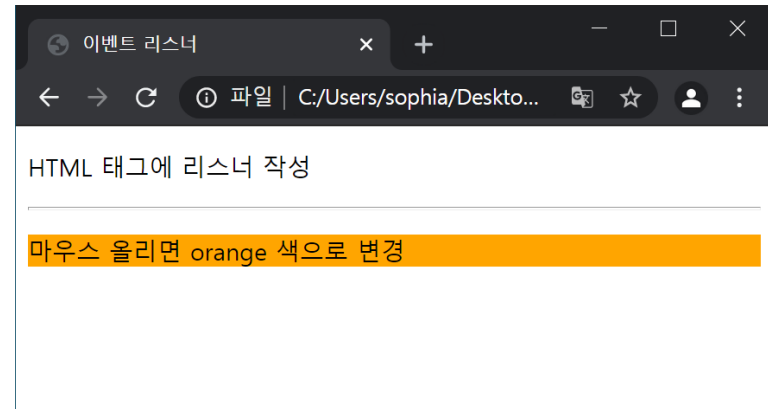 이벤트 리스너
파일 | C:/Users/sophia/Deskto...
HTML 태그에 리스너 작성
마우스 올리면 orange 색으로 변경